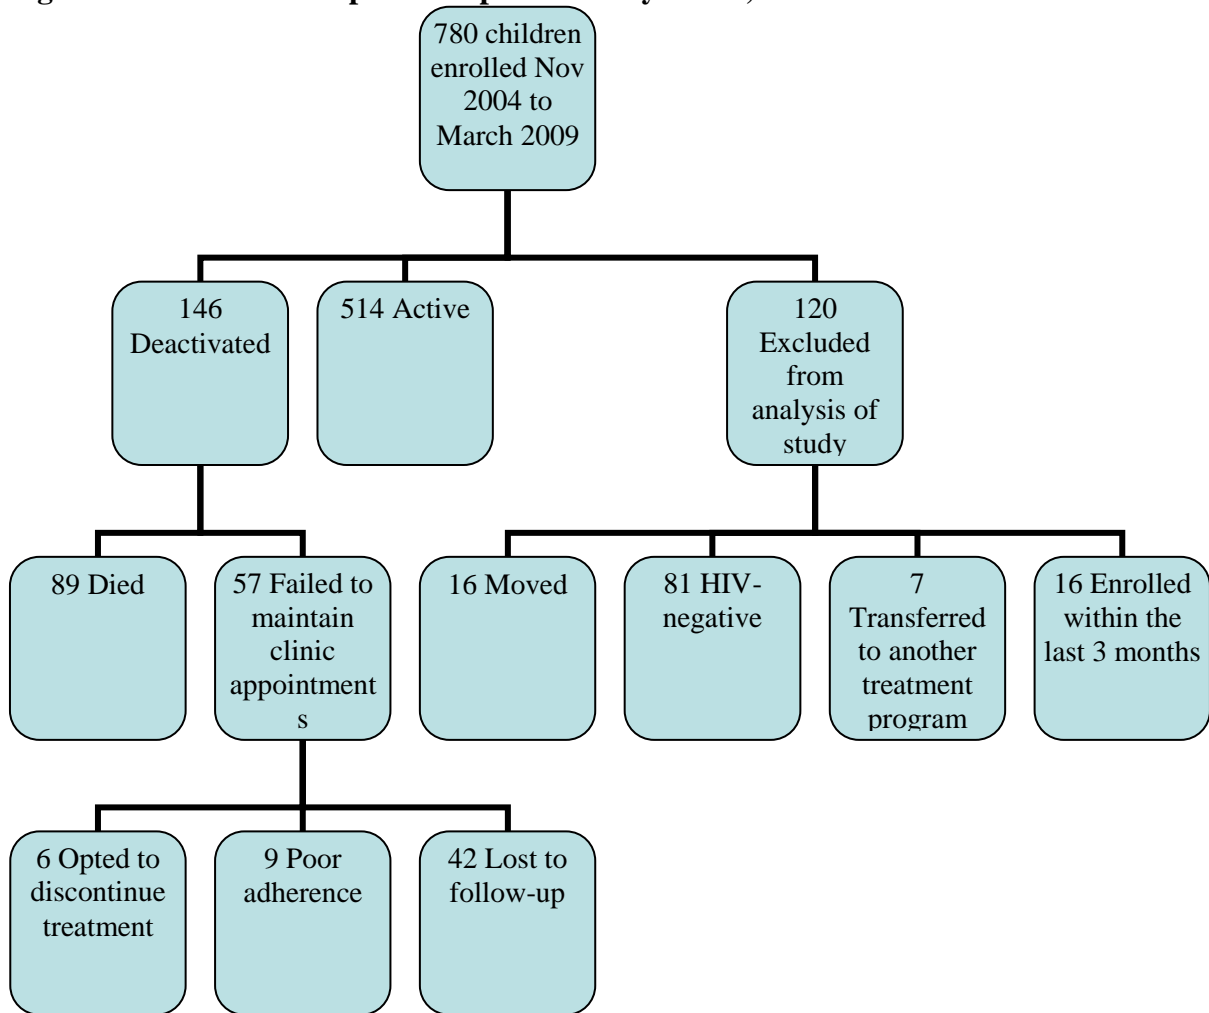 780 children
enrolled Nov
2004 to
March 2009
146
Deactivated
514 Active
120
Excluded
from
analysis of
study
89 Died
57 Failed to
maintain
clinic
appointment
s
16 Moved
81 HIV-
negative
7
Transferred
to another
treatment
program
16 Enrolled
within the
last 3 months
6 Opted to
discontinue
treatment
9 Poor
adherence
42 Lost to
follow-up